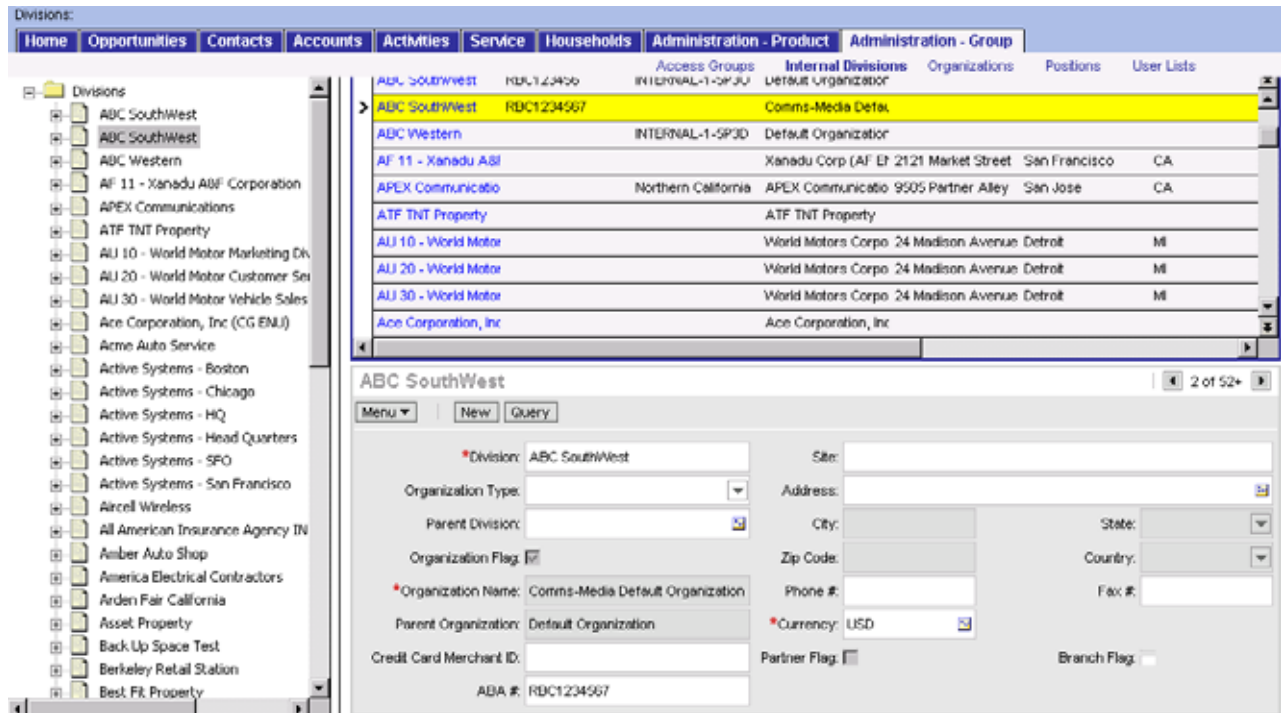 Divisions:
Home Opportunities Contacts Accounts Activities Service Households Administration - Product Administration - Group
Access Groups Internal Divisions Organizations Positions User Lists
Divisions
ABC SouthWest
ABC SouthWest
ABC Western
AF 11 - Xanadu A&F Corporation
APEX Communications
ATF TNT Property
AU 10 - World Motor Marketing Div
AU 20 - World Motor Customer Ser
AU 30 - World Motor Vehicle Sales
Ace Corporation, Inc (CG ENU)
Acme Auto Service
Active Systems - Boston
Active Systems - Chicago
Active Systems - HQ
Active Systems - Head Quarters
Active Systems - SFO
Active Systems - San Francisco
Aircell Wireless
All American Insurance Agency IN
Amber Auto Shop
America Electrical Contractors
Arden Fair California
Asset Property
Back Up Space Test
Berkeley Retail Station
Best Fit Property
ABC SouthWest RBC123456 INTERNAL-1-5P3D Default Organization
ABC SouthWest RBC1234567 Comms-Media Defau
ABC Western INTERNAL-1-5P3D Default Organization
AF 11 - Xanadu A&F Xanadu Corp (AF EN 2121 Market Street San Francisco CA
APEX Communicatio Northern California APEX Communicatio 9505 Partner Alley San Jose CA
ATF TNT Property ATF TNT Property
AU 10 - World Motor World Motors Corpo 24 Madison Avenue Detroit MI
AU 20 - World Motor World Motors Corpo 24 Madison Avenue Detroit MI
AU 30 - World Motor World Motors Corpo 24 Madison Avenue Detroit MI
Ace Corporation, Inc Ace Corporation, Inc
ABC SouthWest 2 of 52+
Menu New Query
*Division: ABC SouthWest Site:
Organization Type: Address:
Parent Division: City: State:
Organization Flag: Zip Code: Country:
*Organization Name: Comms-Media Default Organization Phone #: Fax #:
Parent Organization: Default Organization *Currency: USD
Credit Card Merchant ID: Partner Flag: Branch Flag:
ABA #: RBC1234567